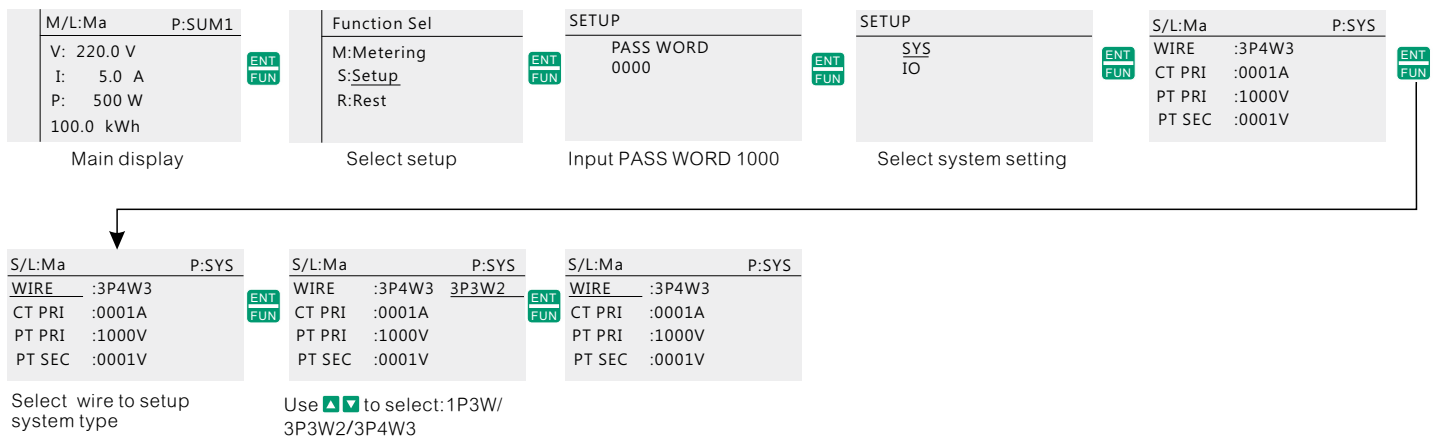 M/L:Ma P:SUM1
V: 220.0 V
I: 5.0 A
P: 500 W
100.0 kWh
Main display
ENT
FUN
Function Sel
M:Metering
S:Setup
R:Rest
Select setup
ENT
FUN
SETUP
PASS WORD
0000
Input PASS WORD 1000
ENT
FUN
SETUP
SYS
IO
Select system setting
ENT
FUN
S/L:Ma P:SYS
WIRE :3P4W3
CT PRI :0001A
PT PRI :1000V
PT SEC :0001V
ENT
FUN
S/L:Ma P:SYS
WIRE :3P4W3
CT PRI :0001A
PT PRI :1000V
PT SEC :0001V
Select wire to setup
system type
ENT
FUN
S/L:Ma P:SYS
WIRE :3P4W3 3P3W2
CT PRI :0001A
PT PRI :1000V
PT SEC :0001V
Use ▲ ▼ to select:1P3W/
3P3W2/3P4W3
ENT
FUN
S/L:Ma P:SYS
WIRE :3P4W3
CT PRI :0001A
PT PRI :1000V
PT SEC :0001V